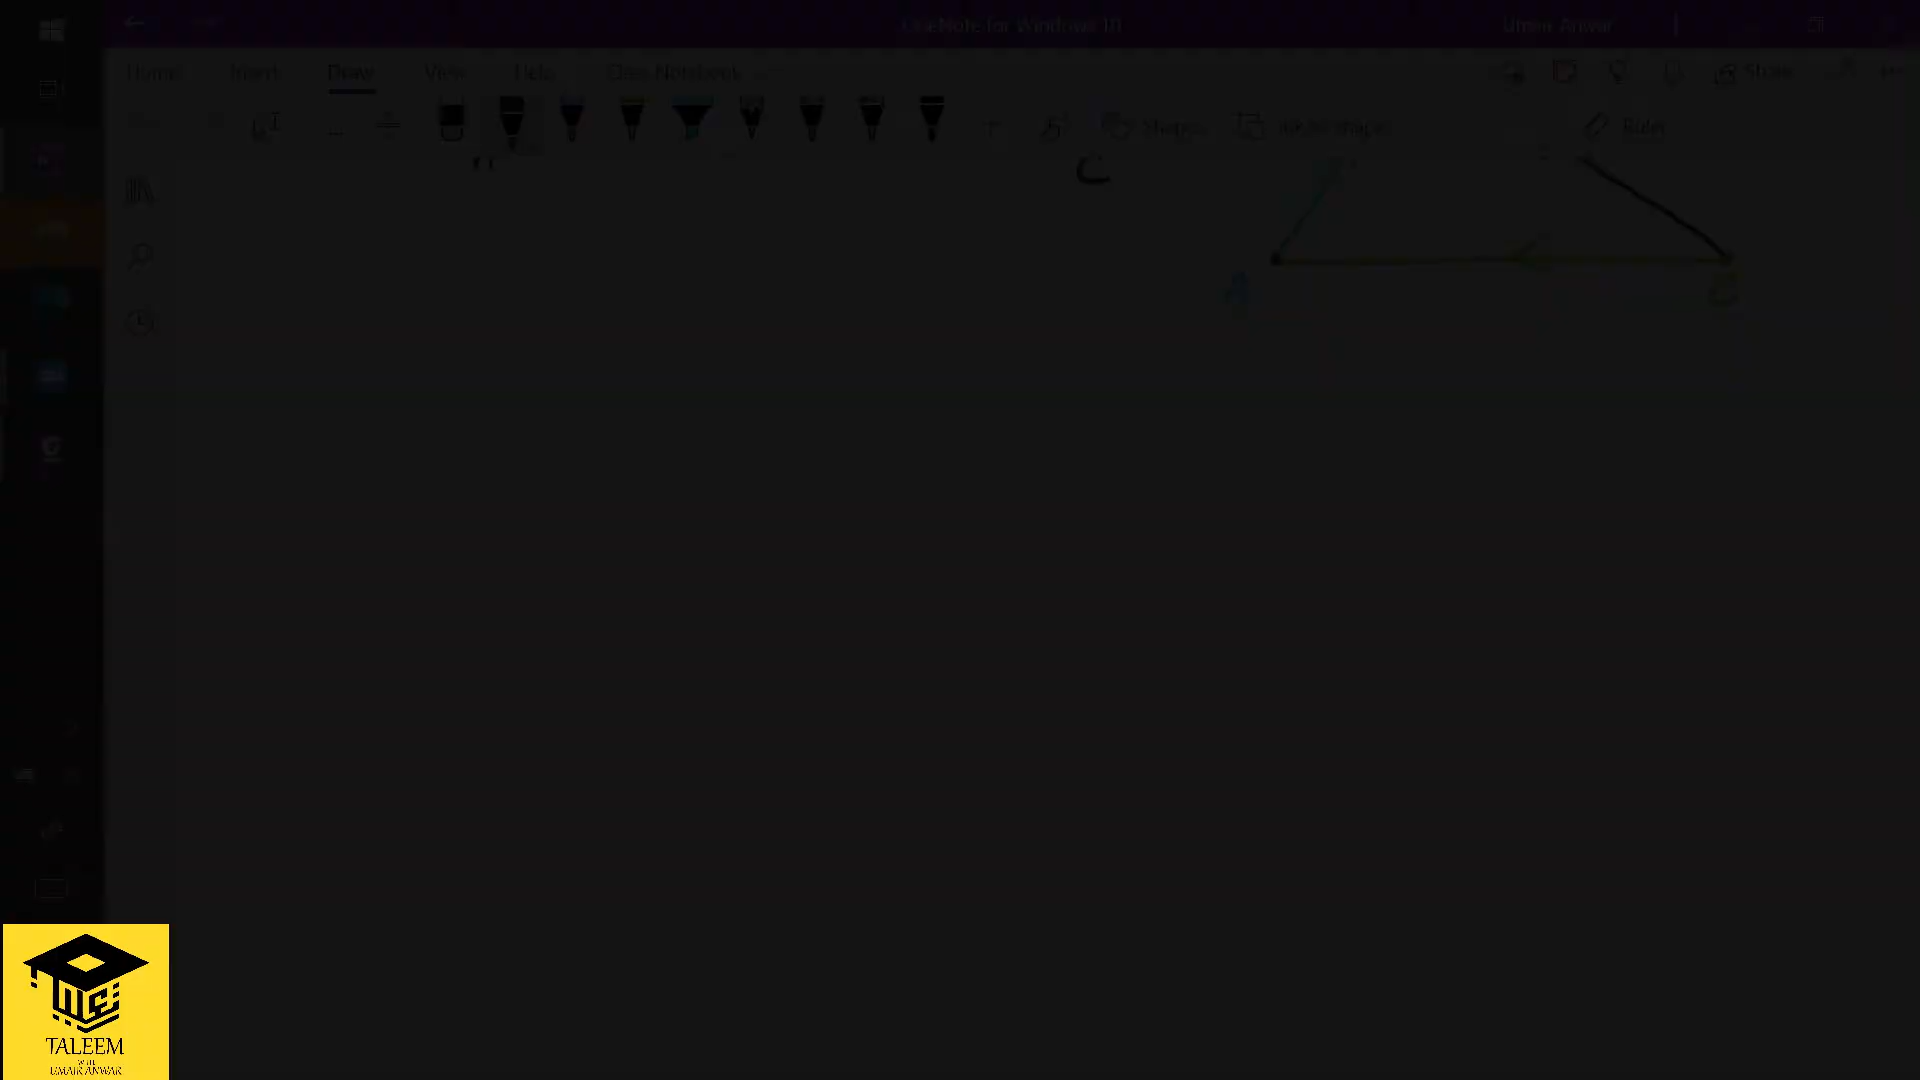 OneNote for Windows 10
Umair Anwar
Home Insert Draw View Help Class Notebook
Share
Shapes Ink to Shape Ruler
C
A
TALEEM
WITH
UMAIR ANWAR